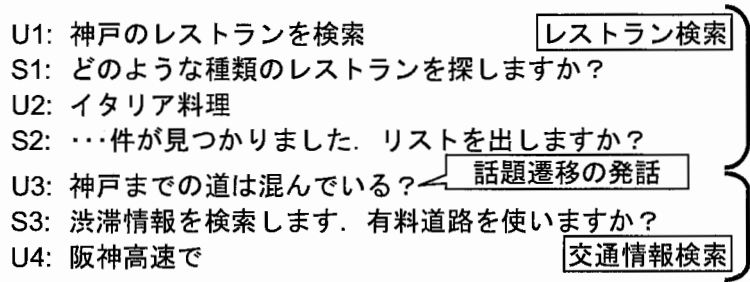 U1: 神戸のレストランを検索 レストラン検索
S1: どのような種類のレストランを探しますか？
U2: イタリア料理
S2: …件が見つかりました．リストを出しますか？
話題遷移の発話
U3: 神戸までの道は混んでいる？
S3: 渋滞情報を検索します．有料道路を使いますか？
U4: 阪神高速で 交通情報検索